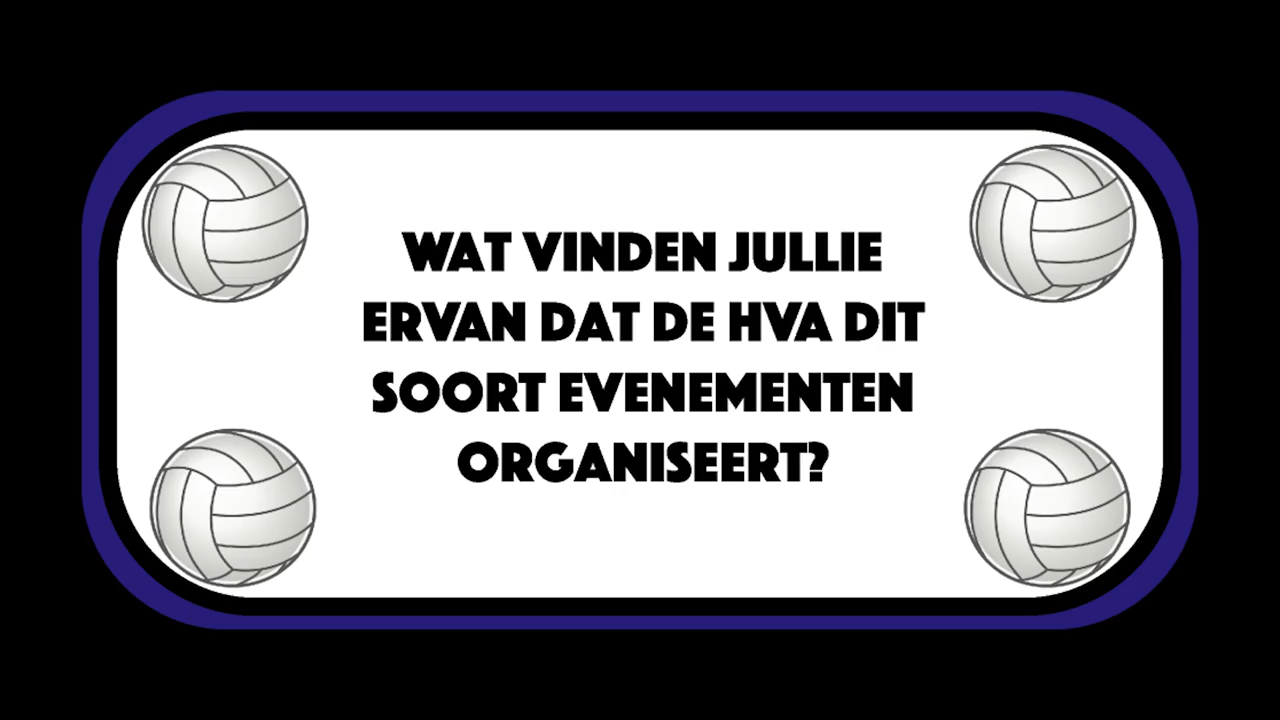 WAT VINDEN JULLIE
ERVAN DAT DE HVA DIT
SOORT EVENEMENTEN
ORGANISEERT?